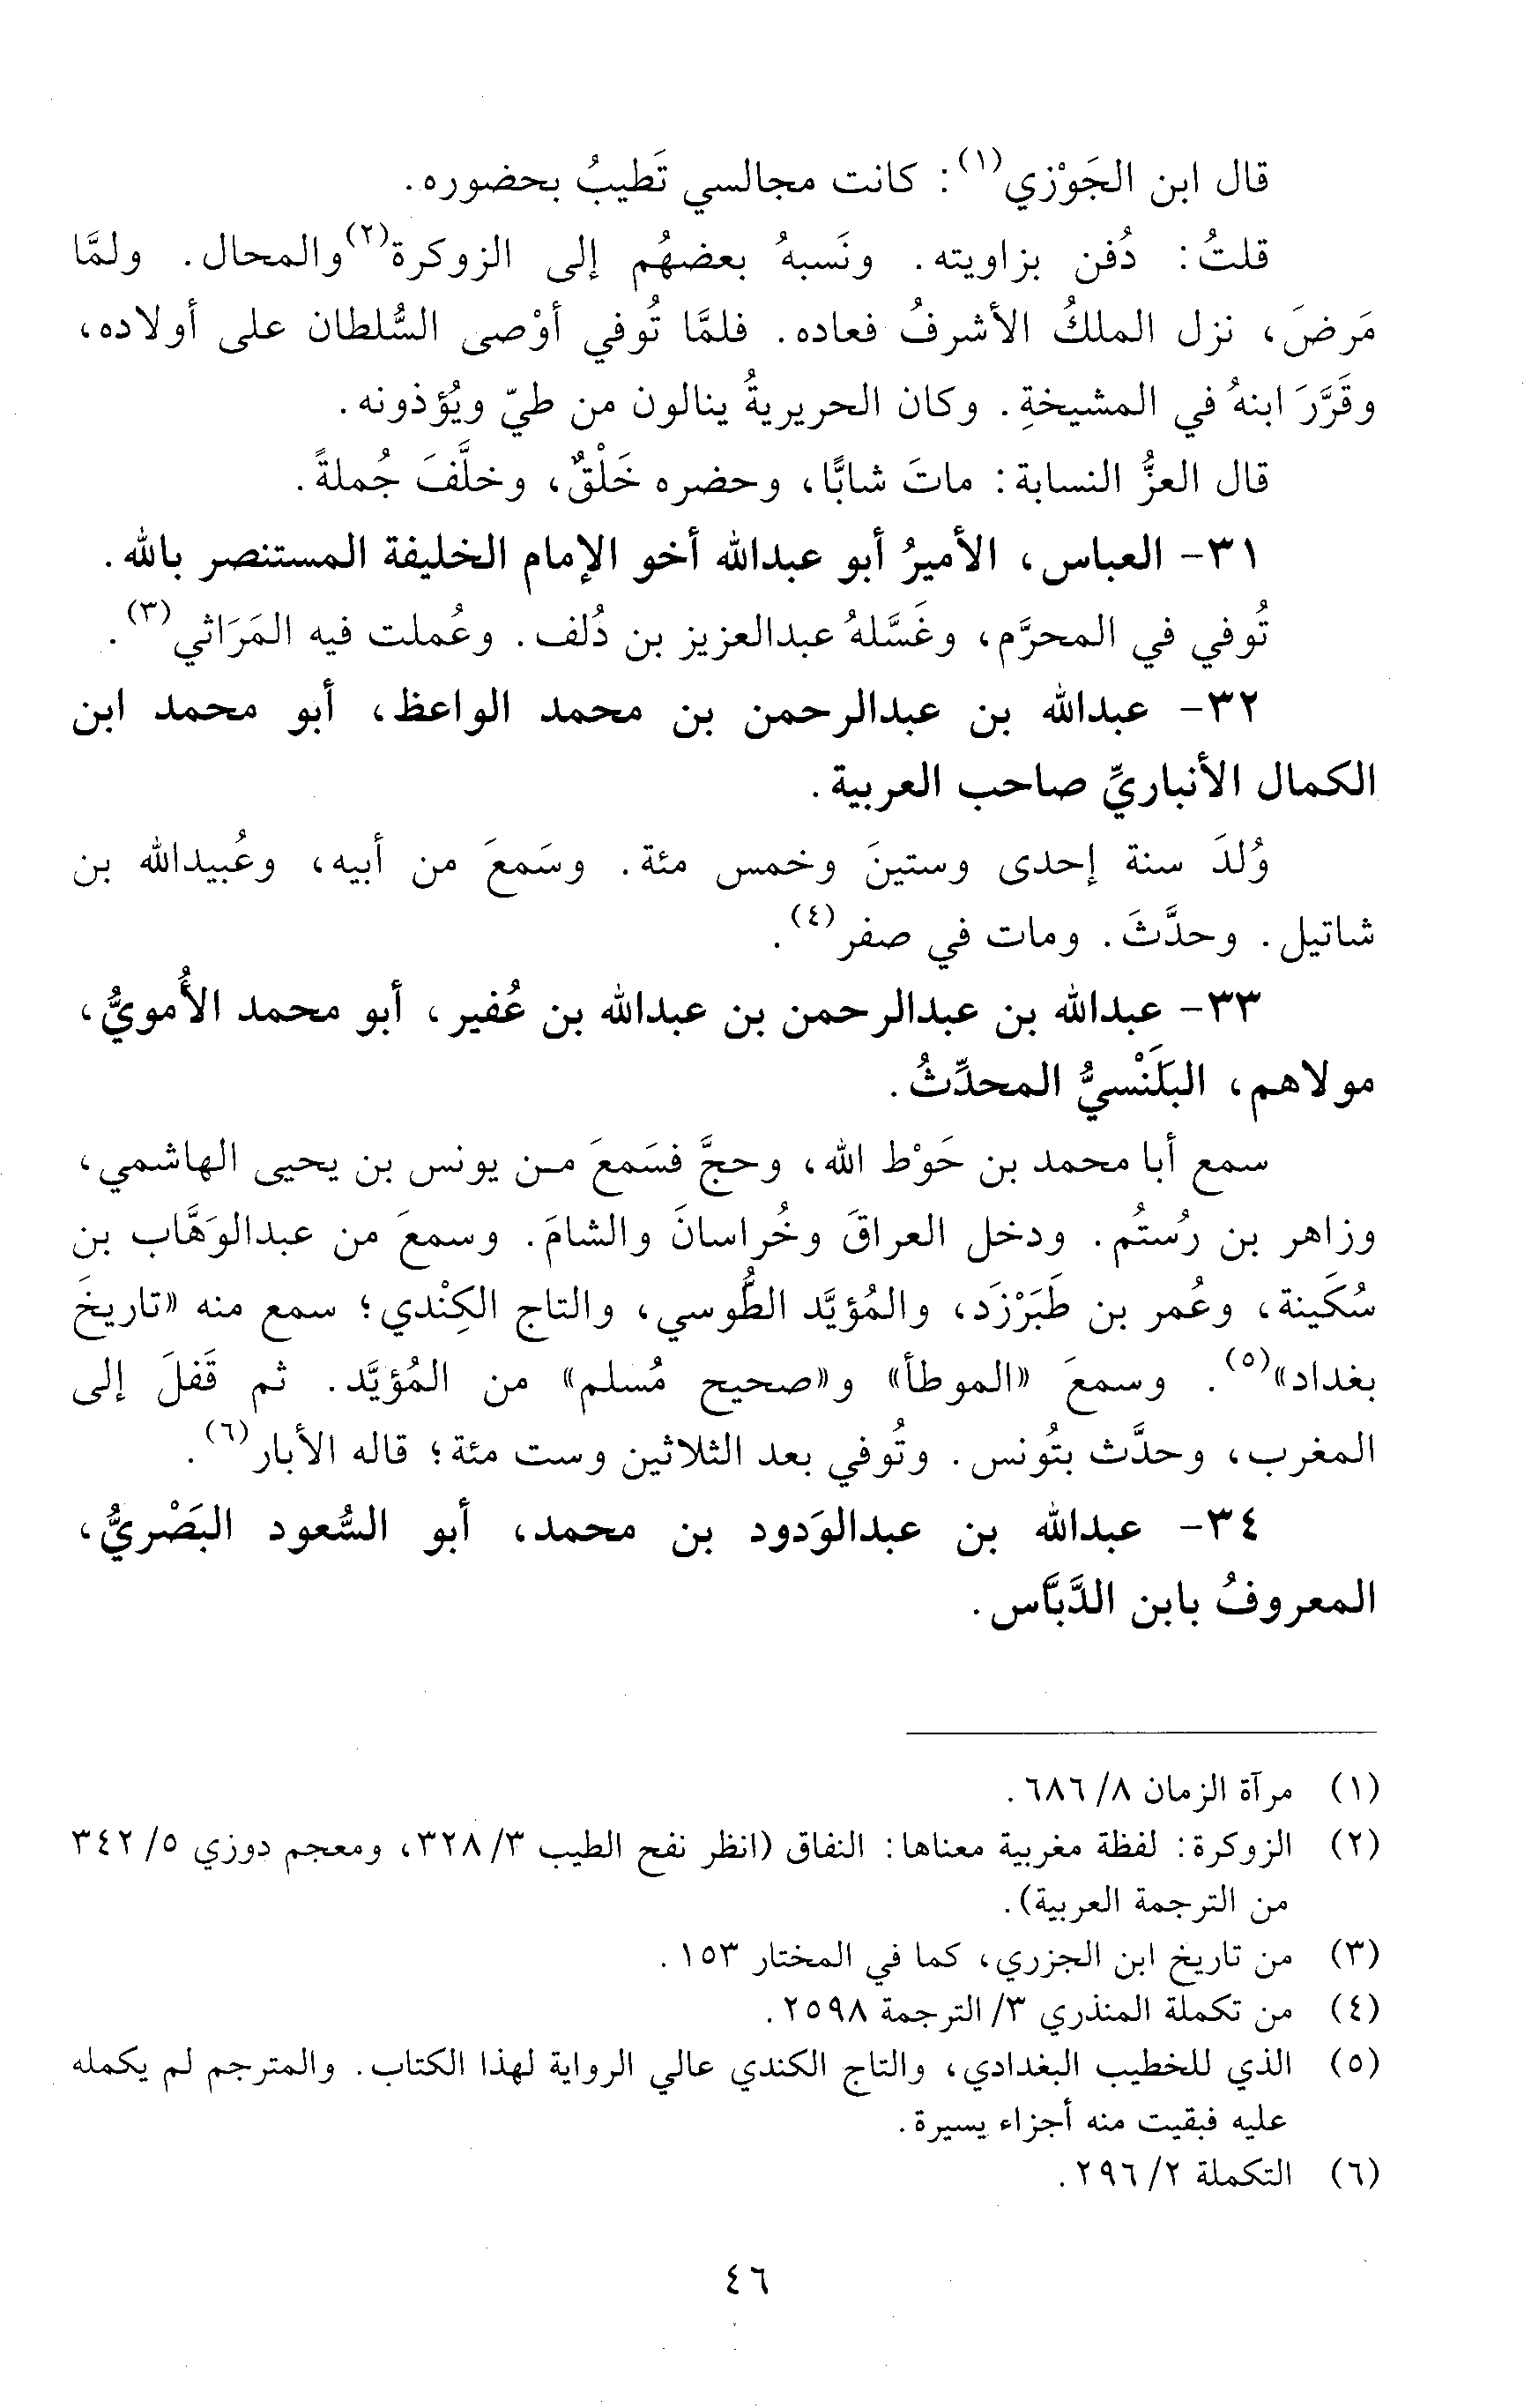 قال ابن الجَوْزي(١): كانت مجالسي تَطيبُ بحضوره.
قلتُ: دُفن بزاويته. ونَسبهُ بعضهُم إلى الزوكرة(٢) والمحال. ولمَّا
مَرضَ، نزل الملكُ الأشرفُ فعاده. فلمَّا تُوفي أوْصى السُّلطان على أولاده،
وقَرَّرَ ابنهُ في المشيخةِ. وكان الحريريةُ ينالون من طيّ ويُؤذونه.
قال العزُّ النسابة: ماتَ شابًّا، وحضره خَلْقٌ، وخلَّفَ جُملةً.
٣١- العباس، الأميرُ أبو عبدالله أخو الإمام الخليفة المستنصر بالله.
تُوفي في المحرَّم، وغَسَّلهُ عبدالعزيز بن دُلف. وعُملت فيه المَرَاثي(٣).
٣٢- عبدالله بن عبدالرحمن بن محمد الواعظ، أبو محمد ابن
الكمال الأنباريِّ صاحب العربية.
وُلدَ سنة إحدى وستينَ وخمس مئة. وسَمعَ من أبيه، وعُبيدالله بن
شاتيل. وحدَّثَ. ومات في صفر(٤).
٣٣- عبدالله بن عبدالرحمن بن عبدالله بن عُفير، أبو محمد الأُمويُّ،
مولاهم، البَلَنْسيُّ المحدِّثُ.
سمع أبا محمد بن حَوْط الله، وحجَّ فسَمعَ مـن يونس بن يحيى الهاشمي،
وزاهر بن رُستُم. ودخل العراقَ وخُراسانَ والشامَ. وسمعَ من عبدالوَهَّاب بن
سُكَينة، وعُمر بن طَبَرْزَد، والمُؤيَّد الطُّوسي، والتاج الكِنْدي؛ سمع منه «تاريخَ
بغداد»(٥). وسمعَ «الموطأ» و«صحيح مُسلم» من المُؤيَّد. ثم قَفلَ إلى
المغرب، وحدَّث بتُونس. وتُوفي بعد الثلاثين وست مئة؛ قاله الأبار(٦).
٣٤- عبدالله بن عبدالوَدود بن محمد، أبو السُّعود البَصْريُّ،
المعروفُ بابن الدَّبَّاس.
(١) مرآة الزمان ٨/ ٦٨٦.
(٢) الزوكرة: لفظة مغربية معناها: النفاق (انظر نفح الطيب ٣/ ٣٢٨، ومعجم دوزي ٥/ ٣٤٢
من الترجمة العربية).
(٣) من تاريخ ابن الجزري، كما في المختار ١٥٣.
(٤) من تكملة المنذري ٣/ الترجمة ٢٥٩٨.
(٥) الذي للخطيب البغدادي، والتاج الكندي عالي الرواية لهذا الكتاب. والمترجم لم يكمله
عليه فبقيت منه أجزاء يسيرة.
(٦) التكملة ٢/ ٢٩٦.
٤٦